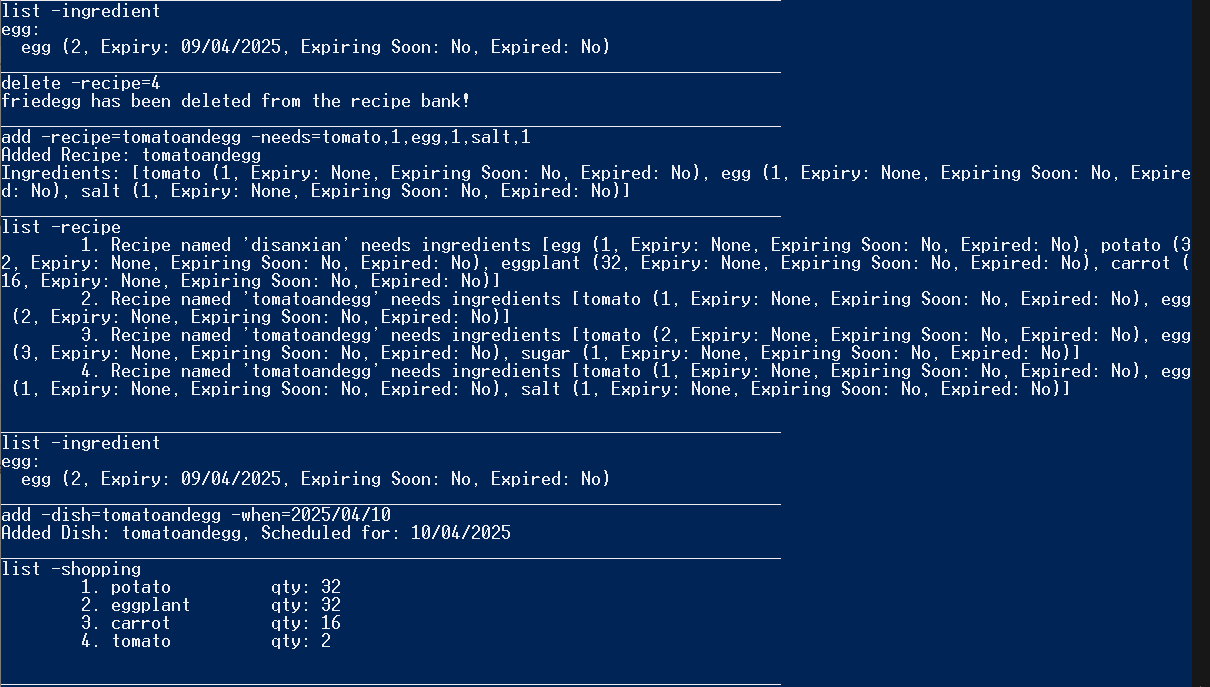 list -ingredient
egg:
  egg (2, Expiry: 09/04/2025, Expiring Soon: No, Expired: No)
delete -recipe=4
friedegg has been deleted from the recipe bank!
add -recipe=tomatoandegg -needs=tomato,1,egg,1,salt,1
Added Recipe: tomatoandegg
Ingredients: [tomato (1, Expiry: None, Expiring Soon: No, Expired: No), egg (1, Expiry: None, Expiring Soon: No, Expire
d: No), salt (1, Expiry: None, Expiring Soon: No, Expired: No)]
list -recipe
        1. Recipe named 'disanxian' needs ingredients [egg (1, Expiry: None, Expiring Soon: No, Expired: No), potato (3
2, Expiry: None, Expiring Soon: No, Expired: No), eggplant (32, Expiry: None, Expiring Soon: No, Expired: No), carrot (
16, Expiry: None, Expiring Soon: No, Expired: No)]
        2. Recipe named 'tomatoandegg' needs ingredients [tomato (1, Expiry: None, Expiring Soon: No, Expired: No), egg
 (2, Expiry: None, Expiring Soon: No, Expired: No)]
        3. Recipe named 'tomatoandegg' needs ingredients [tomato (2, Expiry: None, Expiring Soon: No, Expired: No), egg
 (3, Expiry: None, Expiring Soon: No, Expired: No), sugar (1, Expiry: None, Expiring Soon: No, Expired: No)]
        4. Recipe named 'tomatoandegg' needs ingredients [tomato (1, Expiry: None, Expiring Soon: No, Expired: No), egg
 (1, Expiry: None, Expiring Soon: No, Expired: No), salt (1, Expiry: None, Expiring Soon: No, Expired: No)]
list -ingredient
egg:
  egg (2, Expiry: 09/04/2025, Expiring Soon: No, Expired: No)
add -dish=tomatoandegg -when=2025/04/10
Added Dish: tomatoandegg, Scheduled for: 10/04/2025
list -shopping
        1. potato          qty: 32
        2. eggplant        qty: 32
        3. carrot          qty: 16
        4. tomato          qty: 2